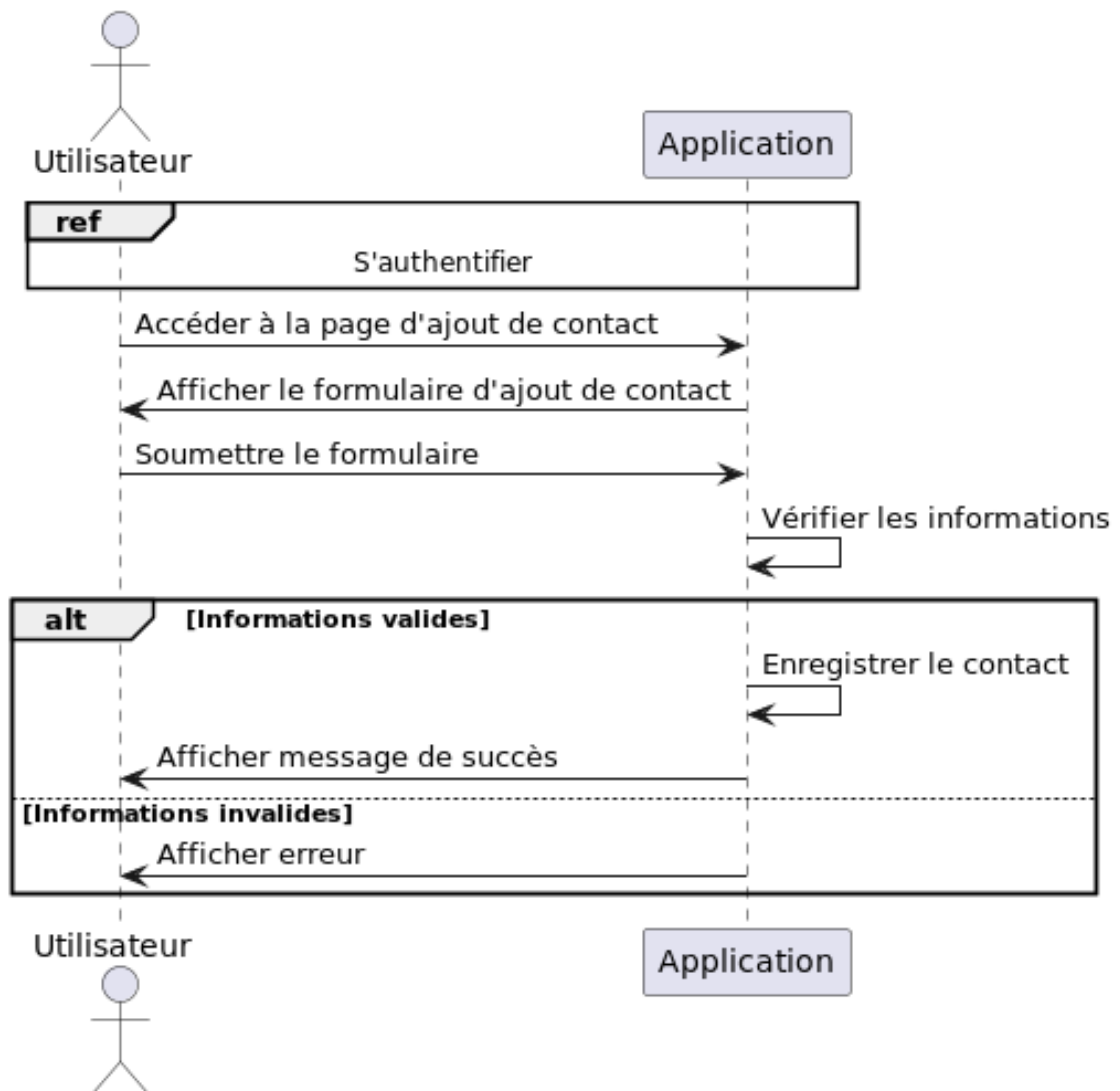 Utilisateur
Application
ref
S'authentifier
Accéder à la page d'ajout de contact
Afficher le formulaire d'ajout de contact
Soumettre le formulaire
Vérifier les informations
alt [Informations valides]
Enregistrer le contact
Afficher message de succès
[Informations invalides]
Afficher erreur
Utilisateur
Application